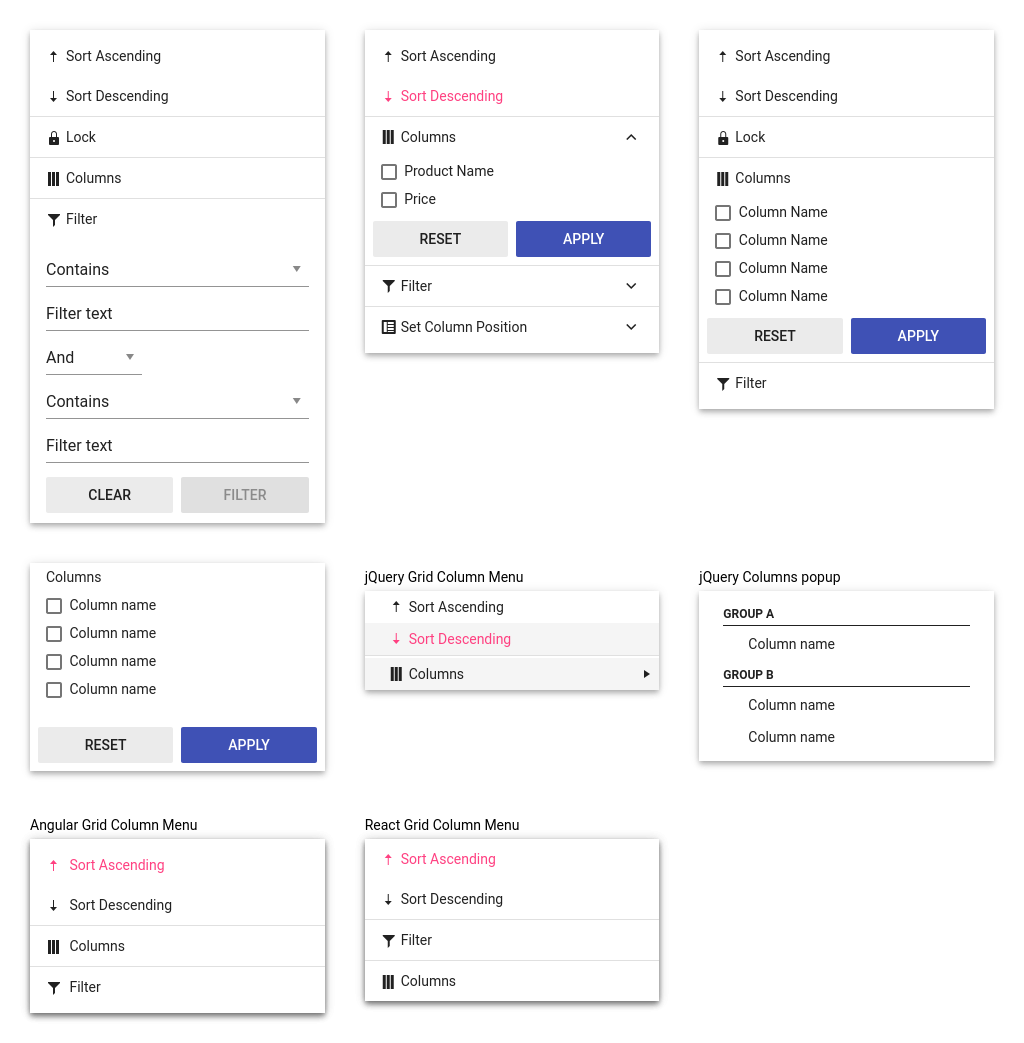 Sort Ascending
Sort Descending
Lock
Columns
Filter
Contains
Filter text
And
Contains
Filter text
CLEAR FILTER
Sort Ascending
Sort Descending
Columns
Product Name
Price
RESET APPLY
Filter
Set Column Position
Sort Ascending
Sort Descending
Lock
Columns
Column Name
Column Name
Column Name
Column Name
RESET APPLY
Filter
Columns
Column name
Column name
Column name
Column name
RESET APPLY
jQuery Grid Column Menu
Sort Ascending
Sort Descending
Columns
jQuery Columns popup
GROUP A
Column name
GROUP B
Column name
Column name
Angular Grid Column Menu
Sort Ascending
Sort Descending
Columns
Filter
React Grid Column Menu
Sort Ascending
Sort Descending
Filter
Columns